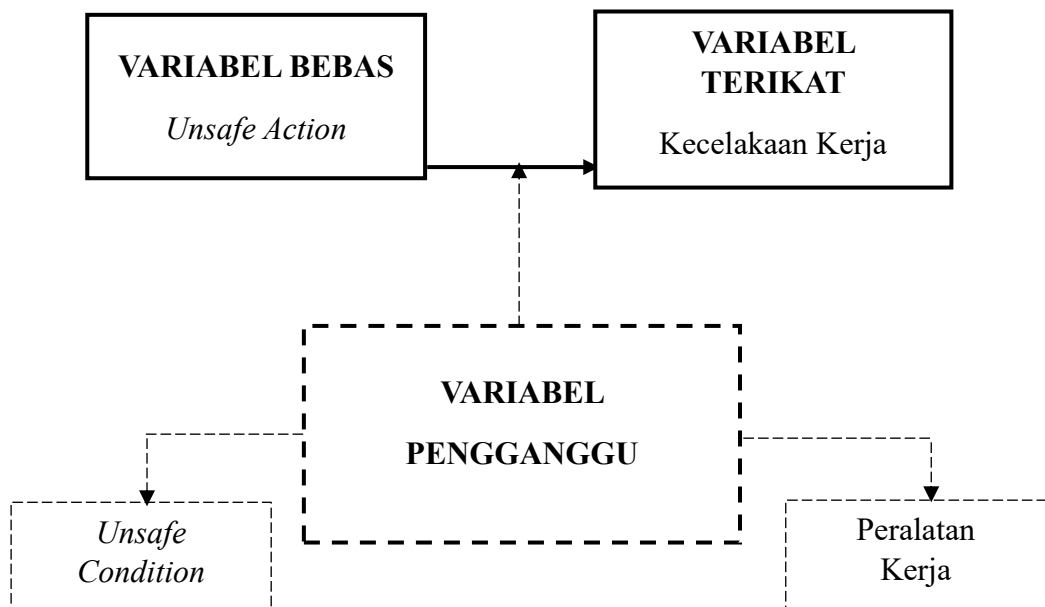 VARIABEL BEBAS
Unsafe Action
VARIABEL
TERIKAT
Kecelakaan Kerja
VARIABEL
PENGGANGGU
Unsafe
Condition
Peralatan
Kerja